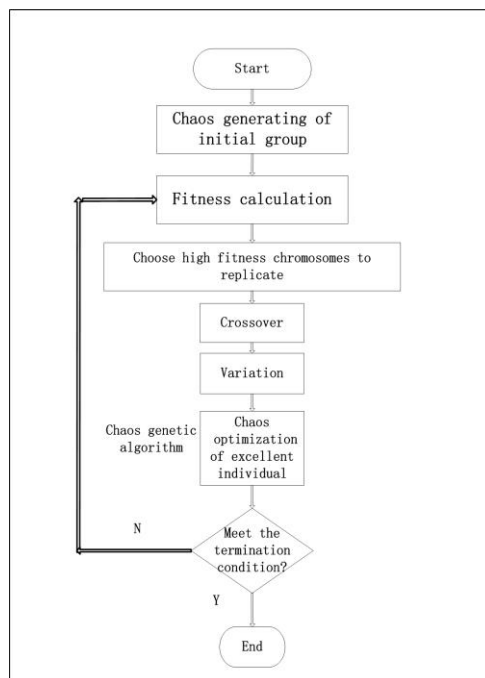 Start
Chaos generating of
initial group
Fitness calculation
Choose high fitness chromosomes to
replicate
Crossover
Variation
Chaos genetic
algorithm
Chaos
optimization
of excellent
individual
N
Meet the
termination
condition?
Y
End